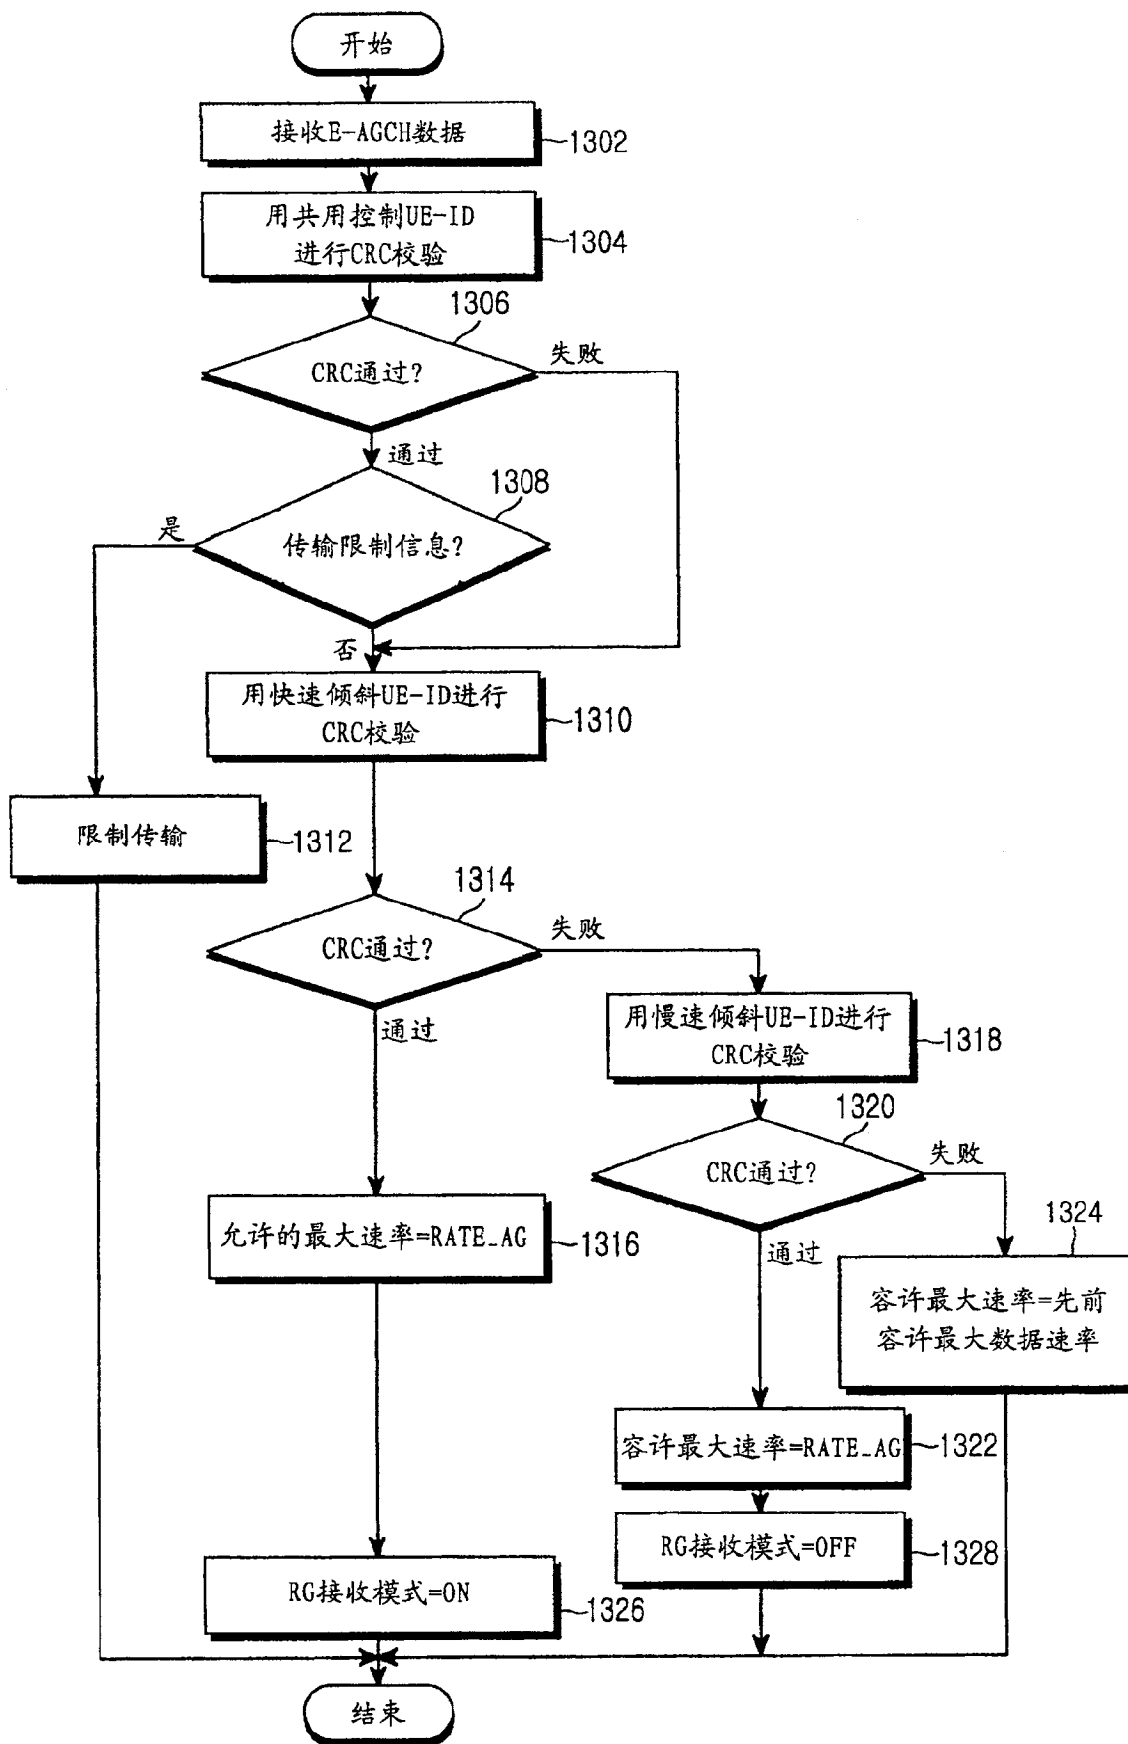 开始
接收E-AGCH数据
1302
用共用控制UE-ID
进行CRC校验
1304
1306
CRC通过?
失败
通过
1308
是
传输限制信息?
否
用快速倾斜UE-ID进行
CRC校验
1310
限制传输
1312
1314
CRC通过?
失败
通过
用慢速倾斜UE-ID进行
CRC校验
1318
1320
CRC通过?
失败
通过
允许的最大速率=RATE_AG
1316
1324
容许最大速率=先前
容许最大数据速率
容许最大速率=RATE_AG
1322
RG接收模式=OFF
1328
RG接收模式=ON
1326
结束